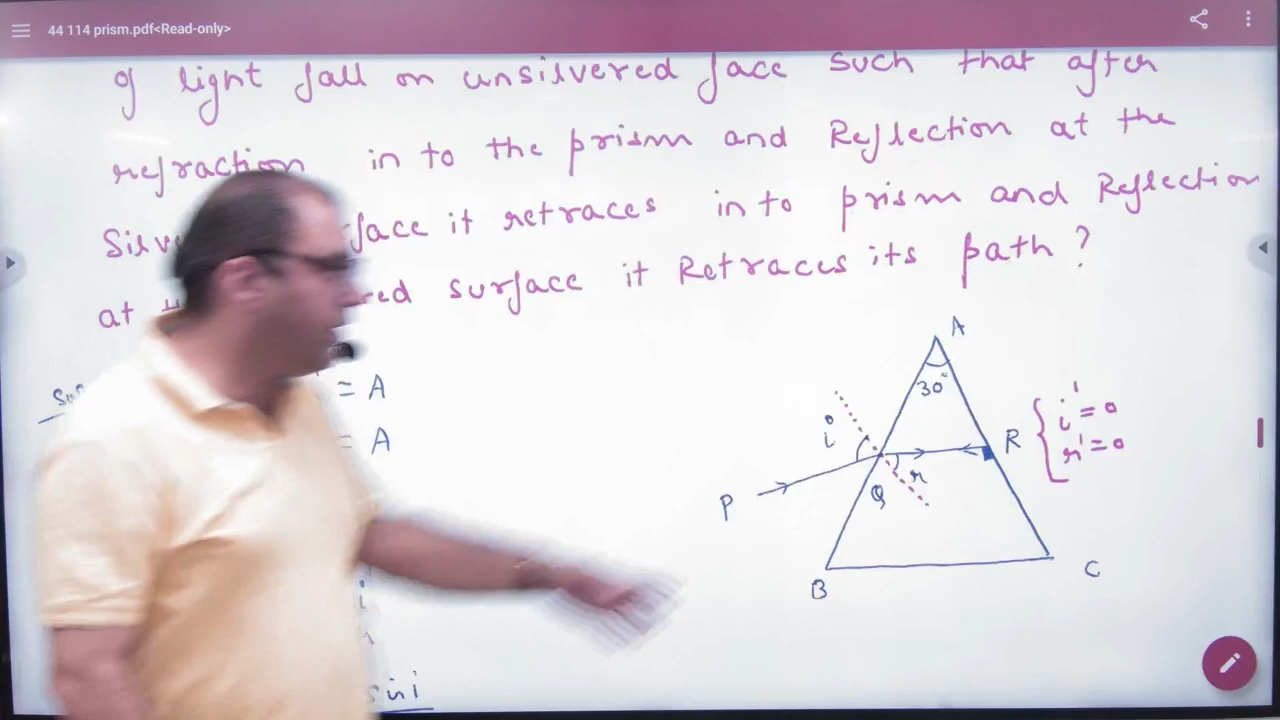 44 114 prism.pdf<Read-only>
of light fall on unsilvered face such that after
refraction in to the prism and Reflection at the
face it retraces in to prism and Reflection
at surface it Retraces its path ?
= A
= A
A
30°
i
R
i' = 0
r' = 0
r
P
Q
B
C
i
sin i